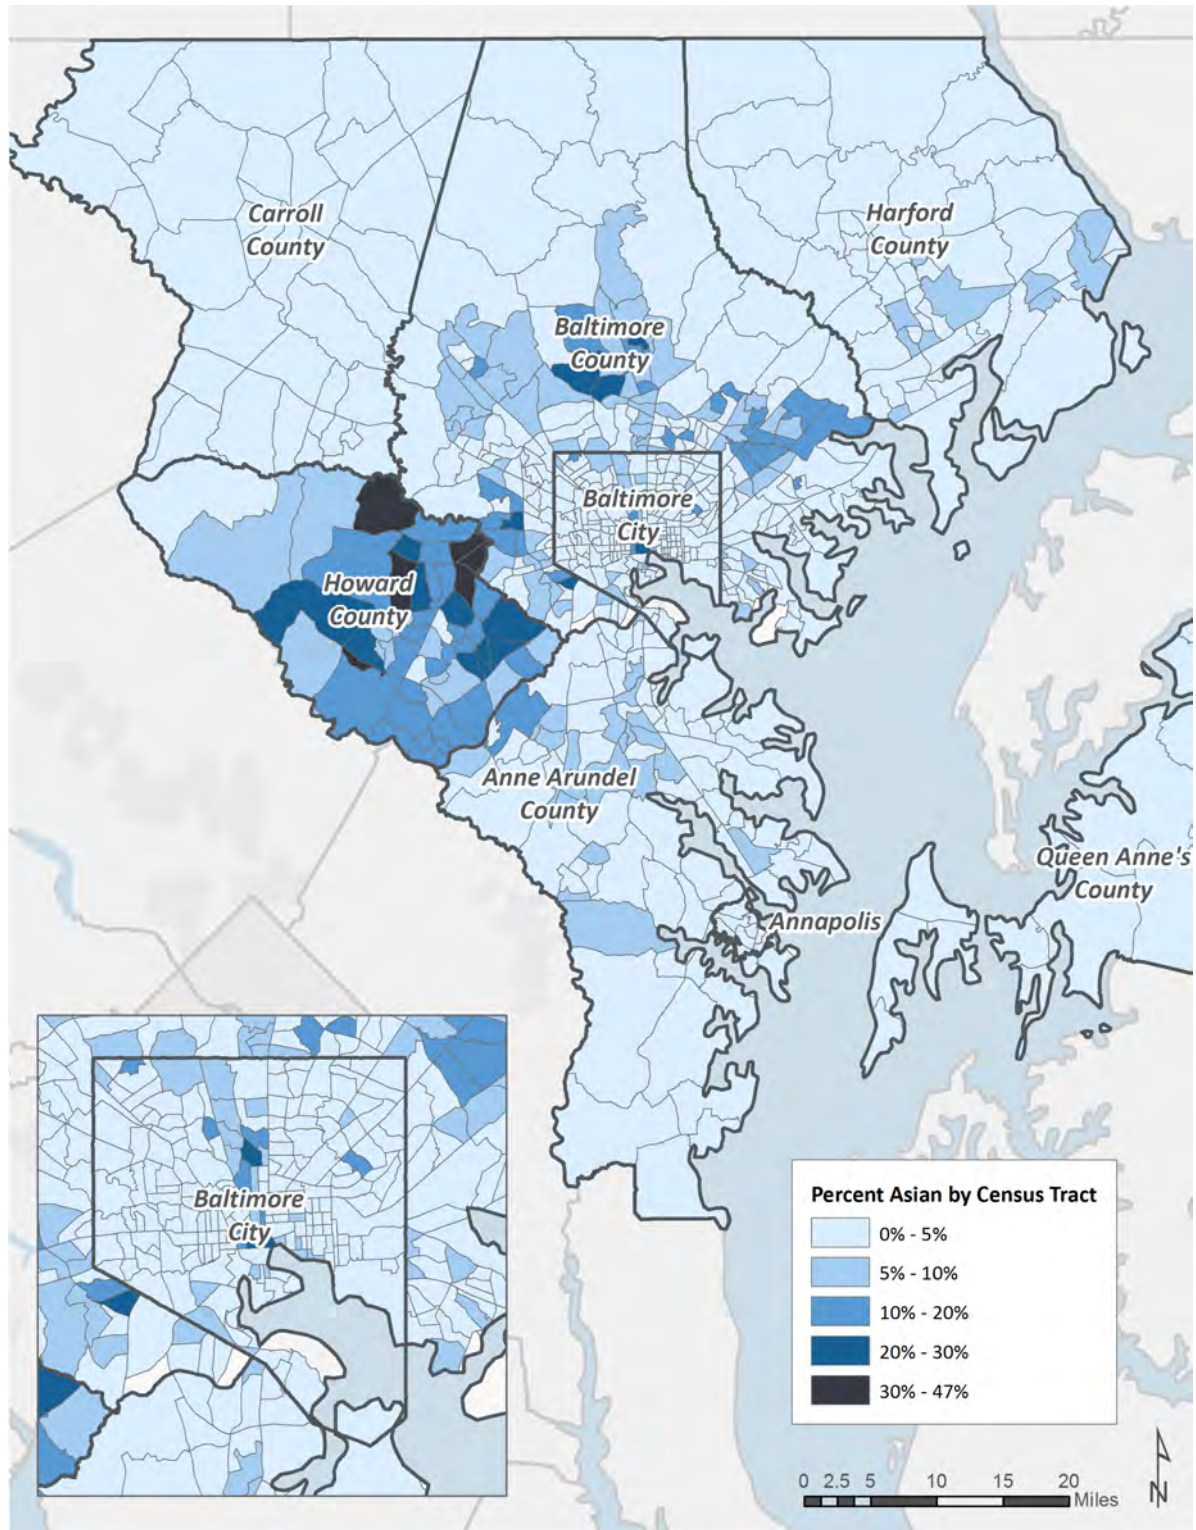 Carroll
County
Harford
County
Baltimore
County
Baltimore
City
Howard
County
Anne Arundel
County
Queen Anne's
County
Annapolis
Baltimore
City
Percent Asian by Census Tract
0% - 5%
5% - 10%
10% - 20%
20% - 30%
30% - 47%
N
0 2.5 5 10 15 20
Miles